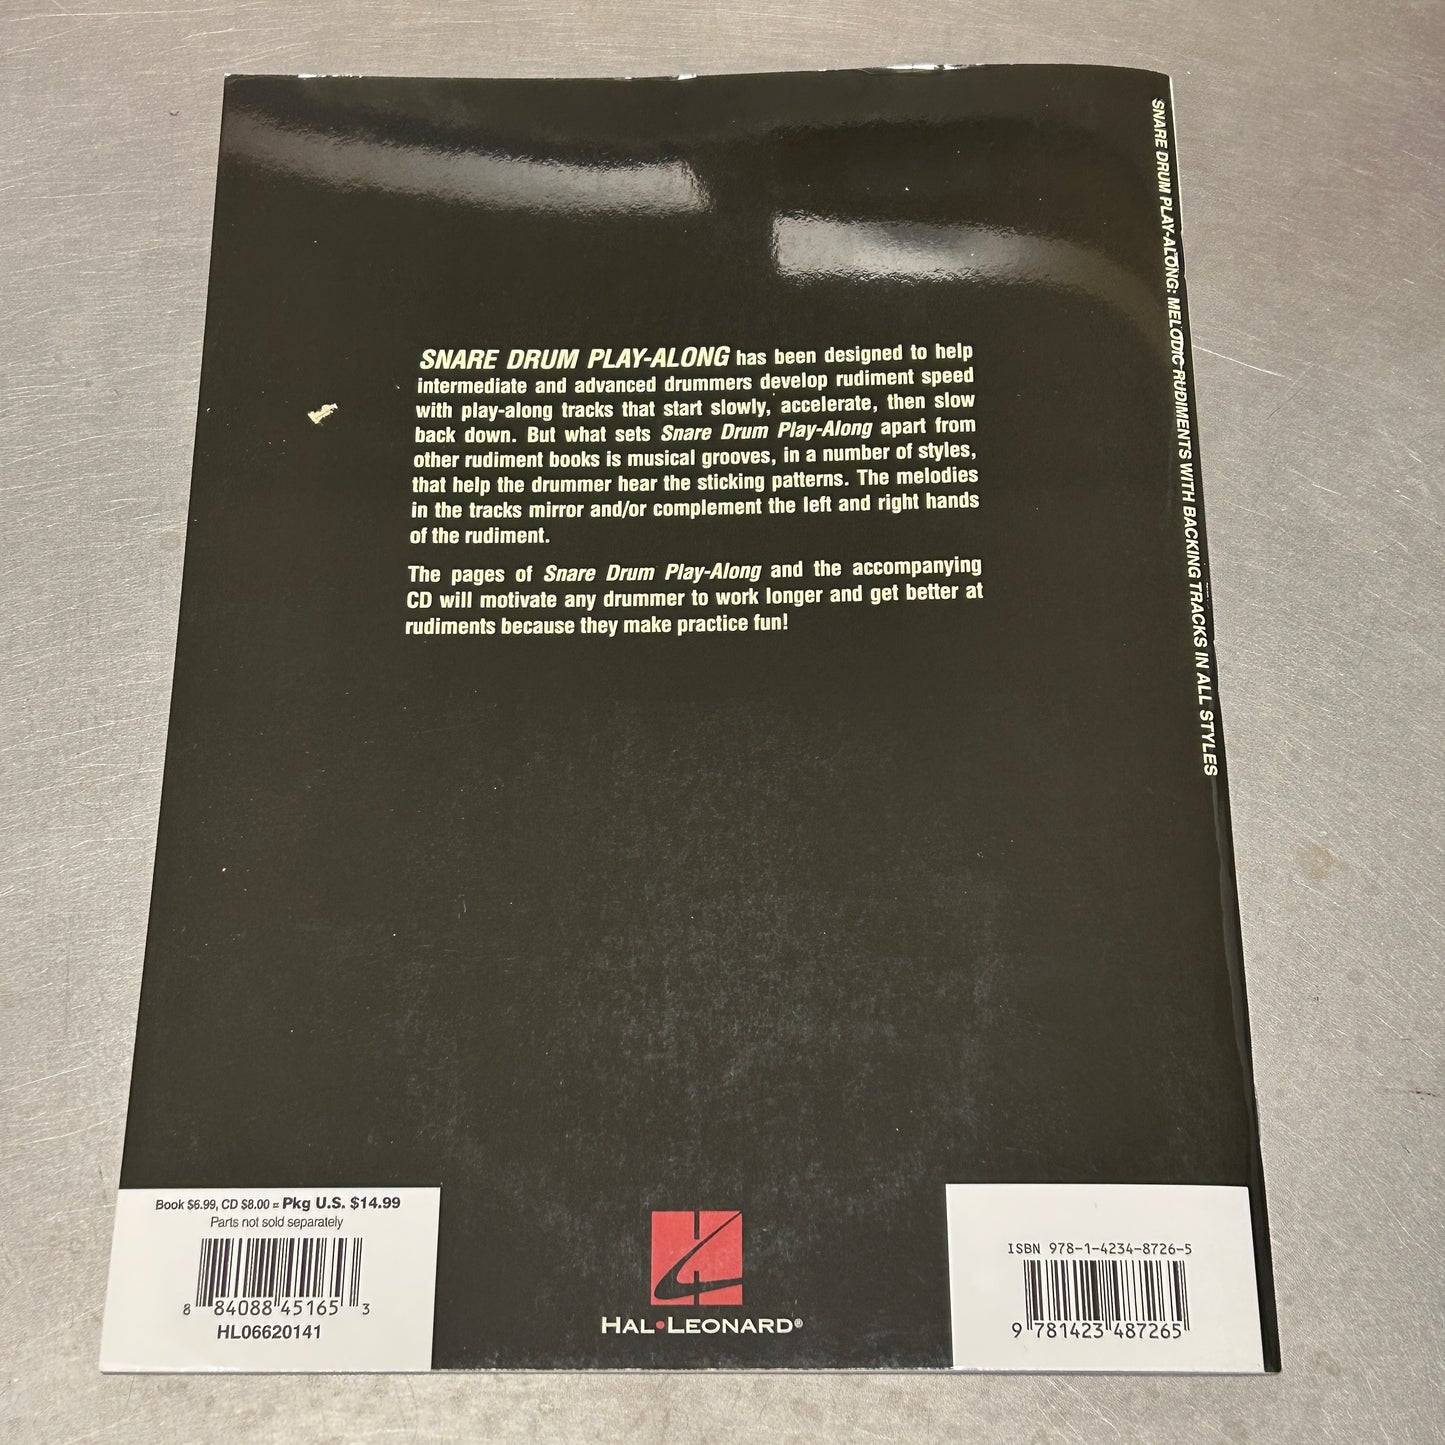 SNARE DRUM PLAY-ALONG: MELODIC RUDIMENTS WITH BACKING TRACKS IN ALL STYLES
SNARE DRUM PLAY-ALONG has been designed to help
intermediate and advanced drummers develop rudiment speed
with play-along tracks that start slowly, accelerate, then slow
back down. But what sets Snare Drum Play-Along apart from
other rudiment books is musical grooves, in a number of styles,
that help the drummer hear the sticking patterns. The melodies
in the tracks mirror and/or complement the left and right hands
of the rudiment.
The pages of Snare Drum Play-Along and the accompanying
CD will motivate any drummer to work longer and get better at
rudiments because they make practice fun!
Book $6.99, CD $8.00 = Pkg U.S. $14.99
Parts not sold separately
8 84088 45165 3
HL06620141
HAL•LEONARD®
ISBN 978-1-4234-8726-5
9 781423 487265